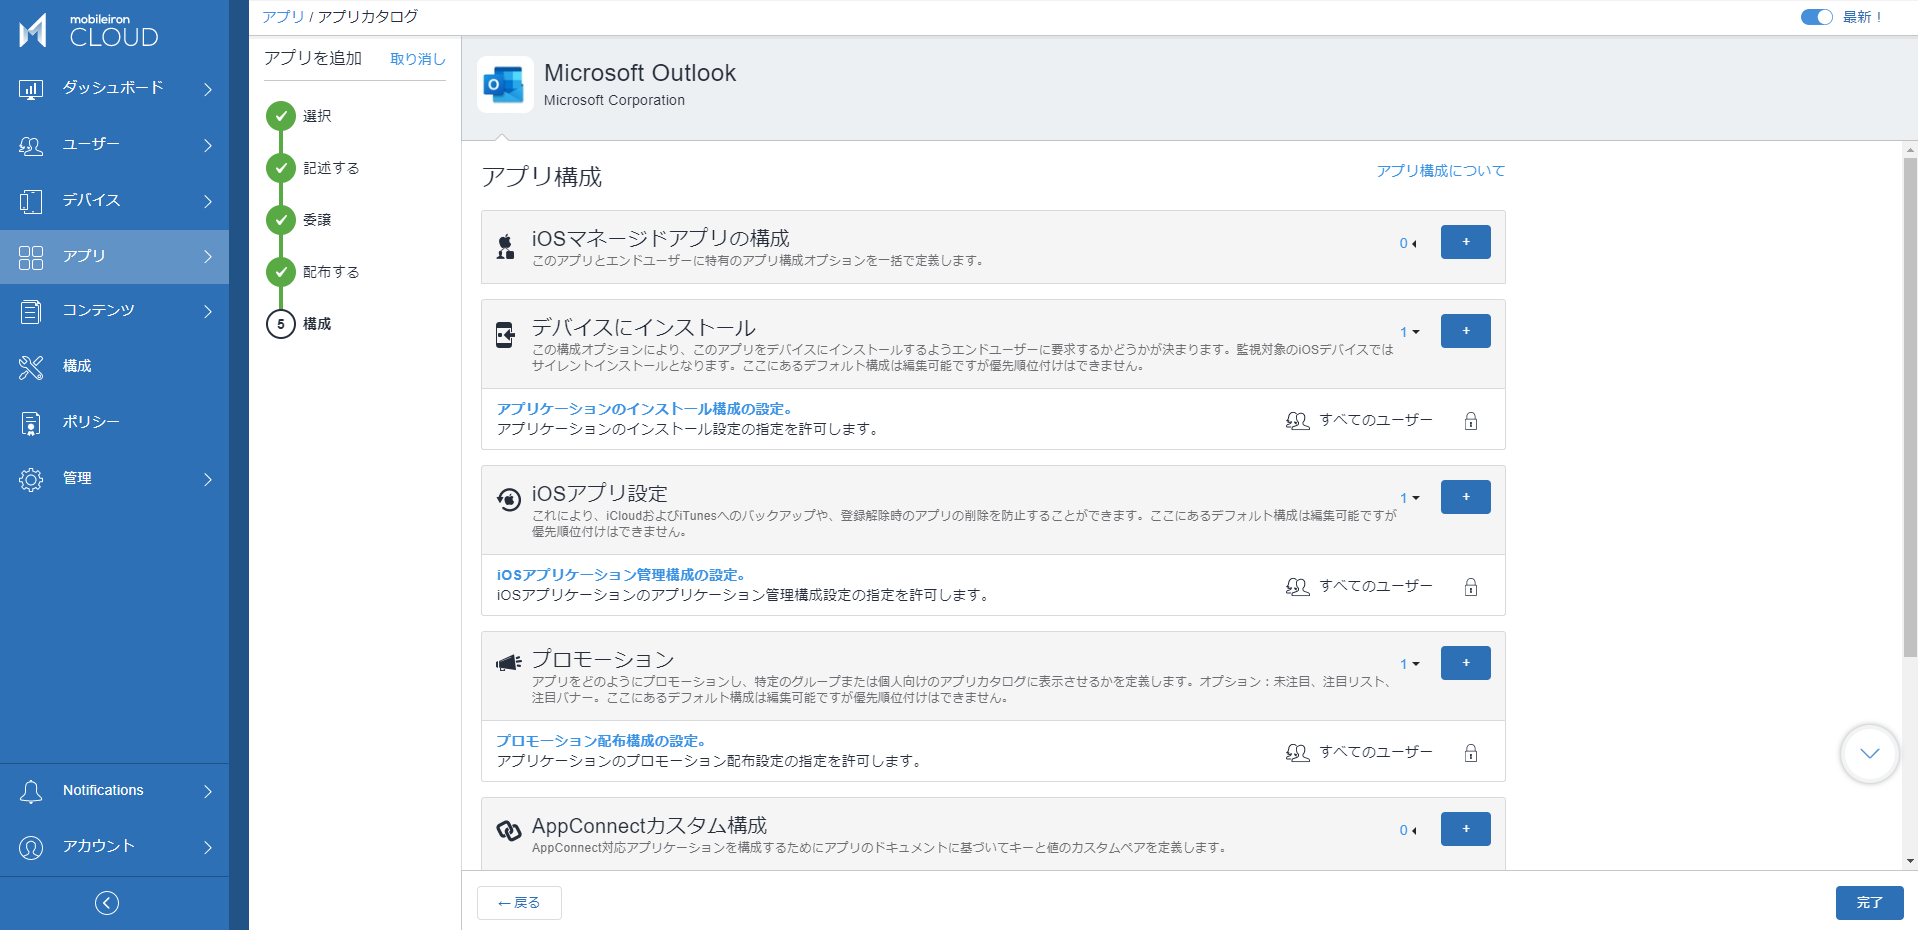 mobileiron
CLOUD
ダッシュボード
ユーザー
デバイス
アプリ
コンテンツ
構成
ポリシー
管理
Notifications
アカウント
アプリ / アプリカタログ
最新！
アプリを追加 取り消し
選択
記述する
委譲
配布する
5 構成
Microsoft Outlook
Microsoft Corporation
アプリ構成
アプリ構成について
iOSマネージドアプリの構成
このアプリとエンドユーザーに特有のアプリ構成オプションを一括で定義します。
0
+
デバイスにインストール
この構成オプションにより、このアプリをデバイスにインストールするようエンドユーザーに要求するかどうかが決まります。監視対象のiOSデバイスでは
サイレントインストールとなります。ここにあるデフォルト構成は編集可能ですが優先順位付けはできません。
1
+
アプリケーションのインストール構成の設定。
アプリケーションのインストール設定の指定を許可します。
すべてのユーザー
iOSアプリ設定
これにより、iCloudおよびiTunesへのバックアップや、登録解除時のアプリの削除を防止することができます。ここにあるデフォルト構成は編集可能ですが
優先順位付けはできません。
1
+
iOSアプリケーション管理構成の設定。
iOSアプリケーションのアプリケーション管理構成設定の指定を許可します。
すべてのユーザー
プロモーション
アプリをどのようにプロモーションし、特定のグループまたは個人向けのアプリカタログに表示させるかを定義します。オプション：未注目、注目リスト、
注目バナー。ここにあるデフォルト構成は編集可能ですが優先順位付けはできません。
1
+
プロモーション配布構成の設定。
アプリケーションのプロモーション配布設定の指定を許可します。
すべてのユーザー
AppConnectカスタム構成
AppConnect対応アプリケーションを構成するためにアプリのドキュメントに基づいてキーと値のカスタムペアを定義します。
0
+
←戻る
完了